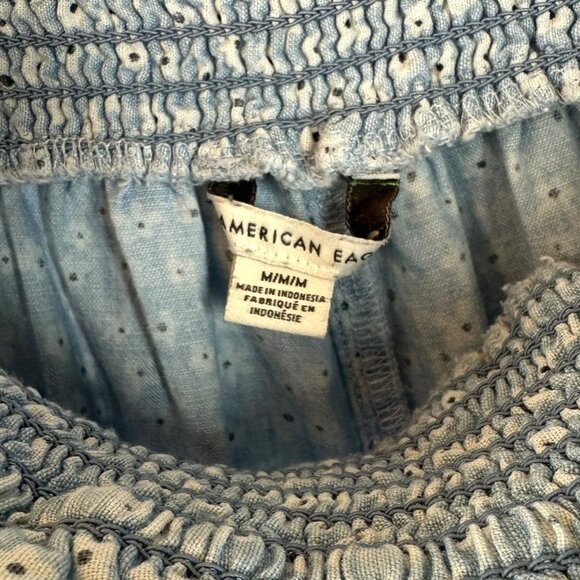 AMERICAN EAG
M/M/M
MADE IN INDONESIA
FABRIQUÉ EN
INDONÉSIE